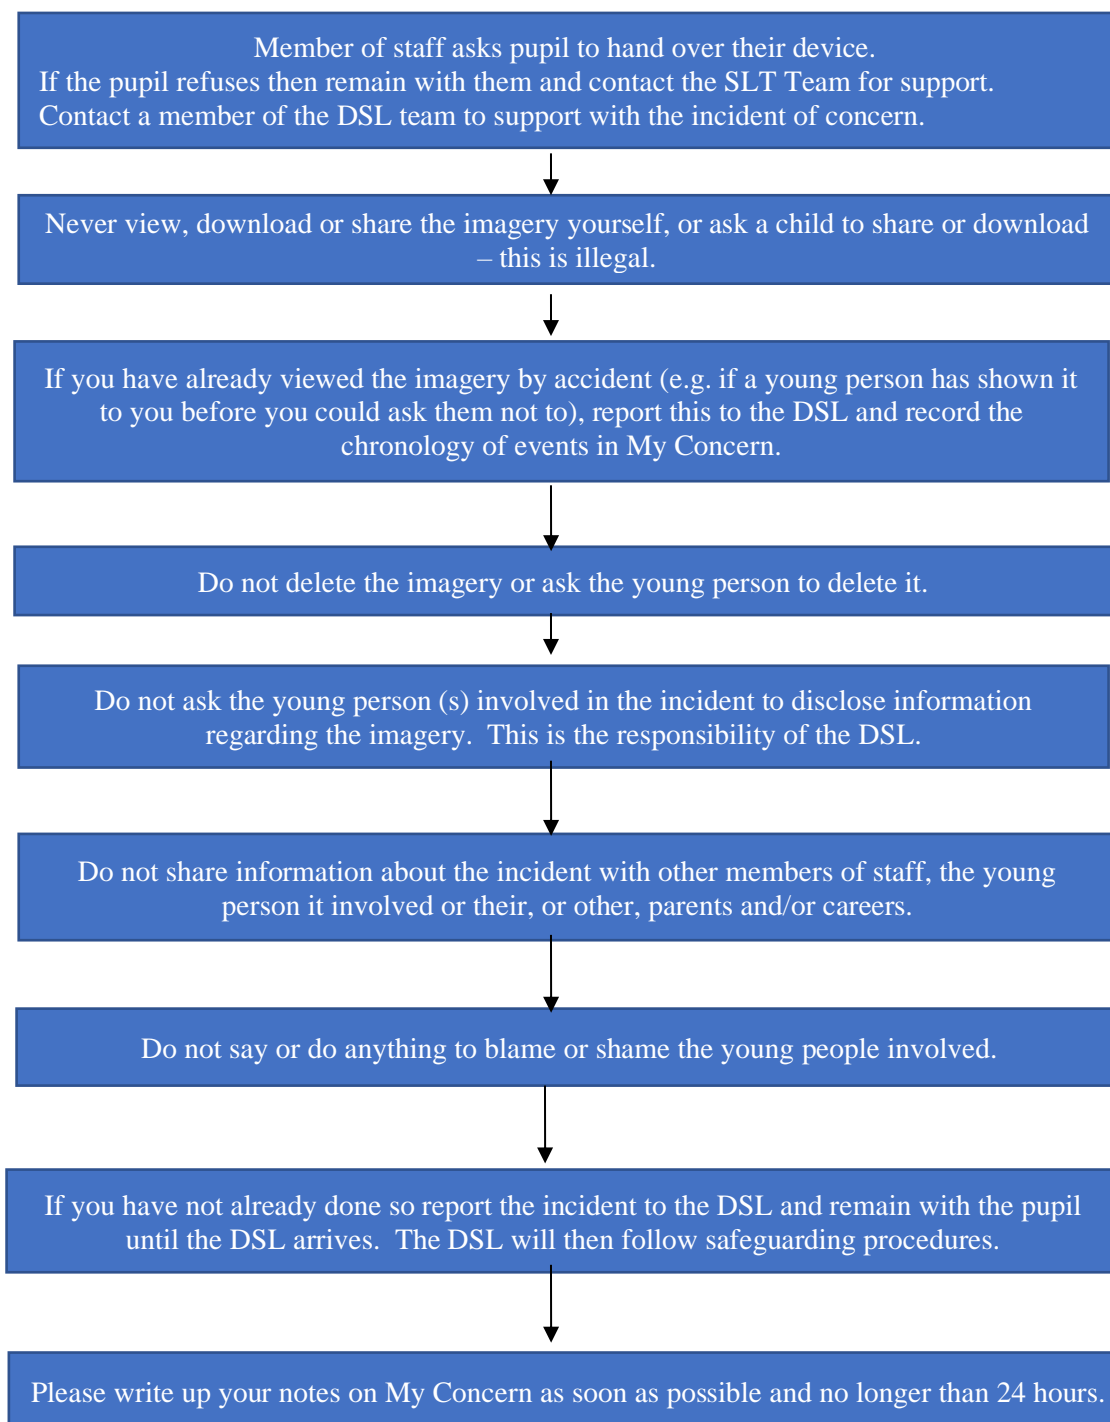 Member of staff asks pupil to hand over their device.
If the pupil refuses then remain with them and contact the SLT Team for support.
Contact a member of the DSL team to support with the incident of concern.
Never view, download or share the imagery yourself, or ask a child to share or download
– this is illegal.
If you have already viewed the imagery by accident (e.g. if a young person has shown it
to you before you could ask them not to), report this to the DSL and record the
chronology of events in My Concern.
Do not delete the imagery or ask the young person to delete it.
Do not ask the young person (s) involved in the incident to disclose information
regarding the imagery.  This is the responsibility of the DSL.
Do not share information about the incident with other members of staff, the young
person it involved or their, or other, parents and/or careers.
Do not say or do anything to blame or shame the young people involved.
If you have not already done so report the incident to the DSL and remain with the pupil
until the DSL arrives.  The DSL will then follow safeguarding procedures.
Please write up your notes on My Concern as soon as possible and no longer than 24 hours.